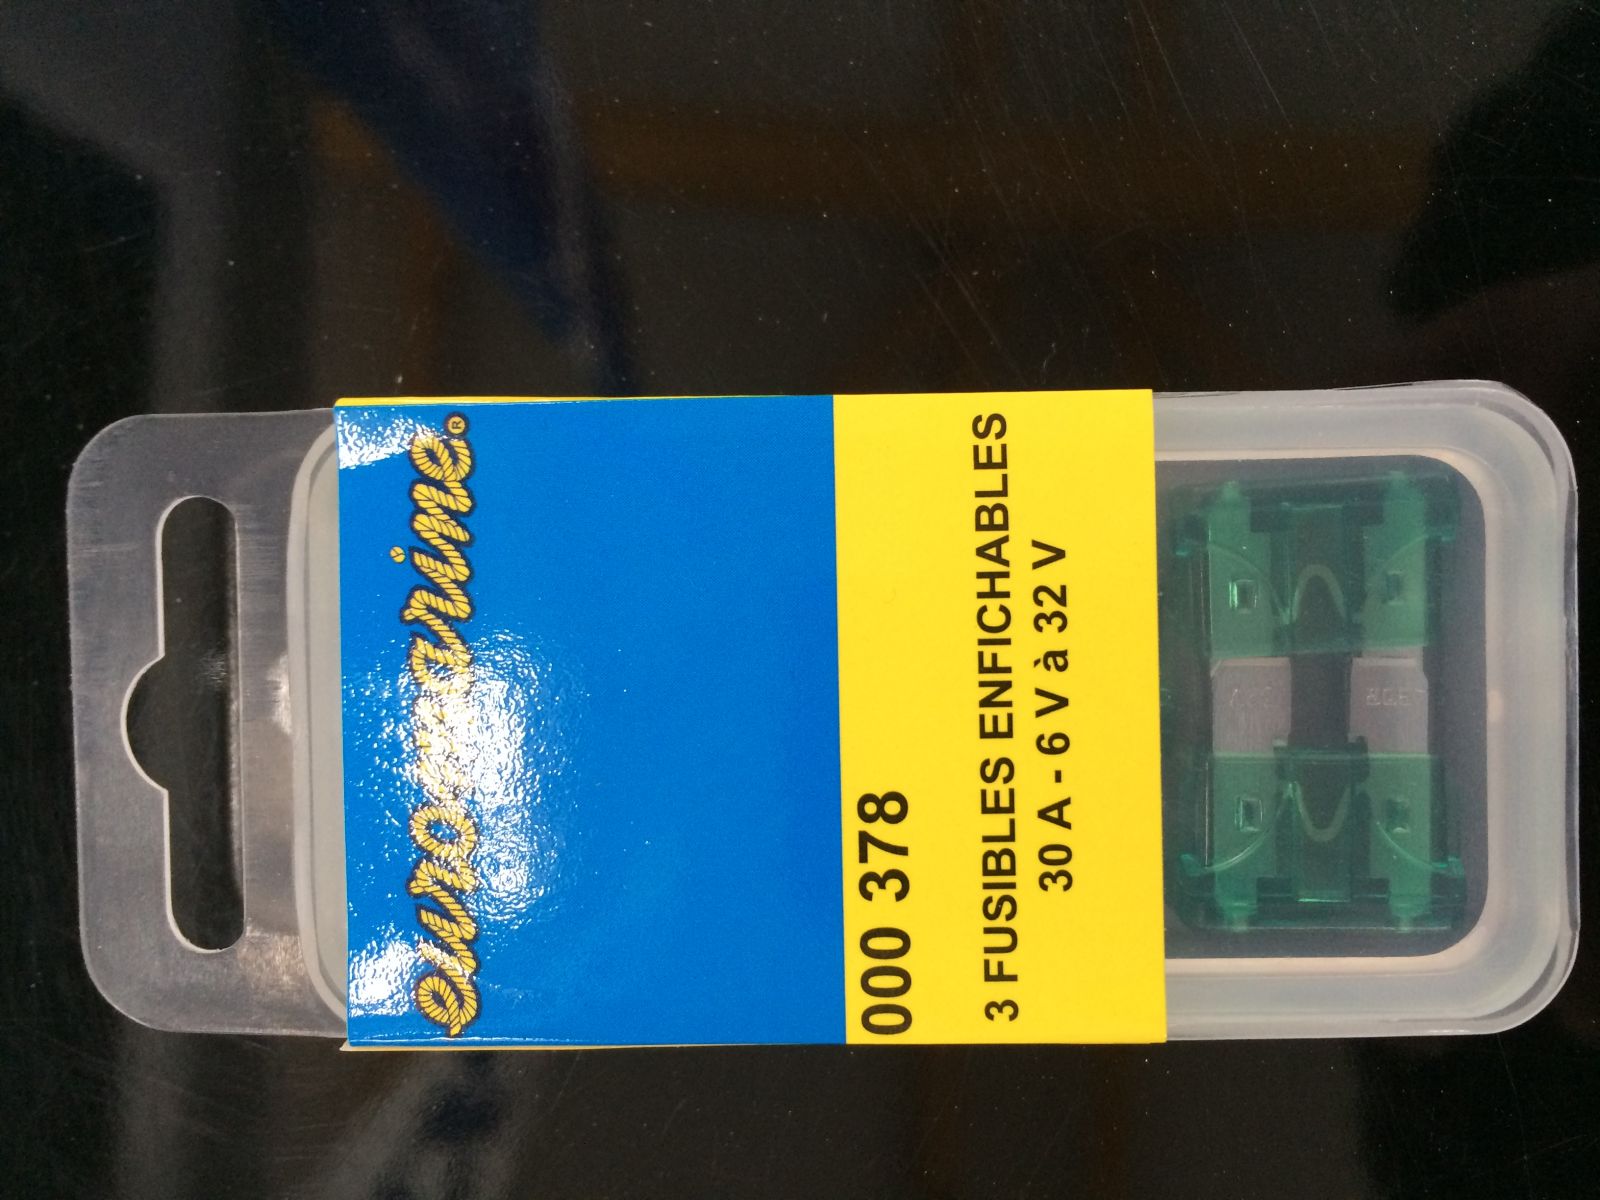 euromarine®
000 378
3 FUSIBLES ENFICHABLES
30 A - 6 V à 32 V